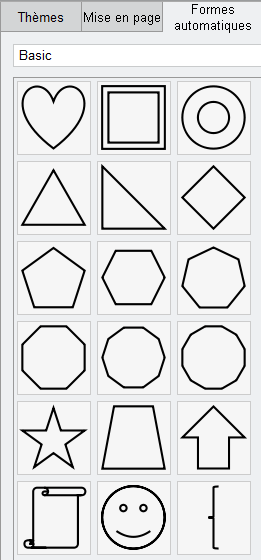 Thèmes
Mise en page
Formes
automatiques
Basic